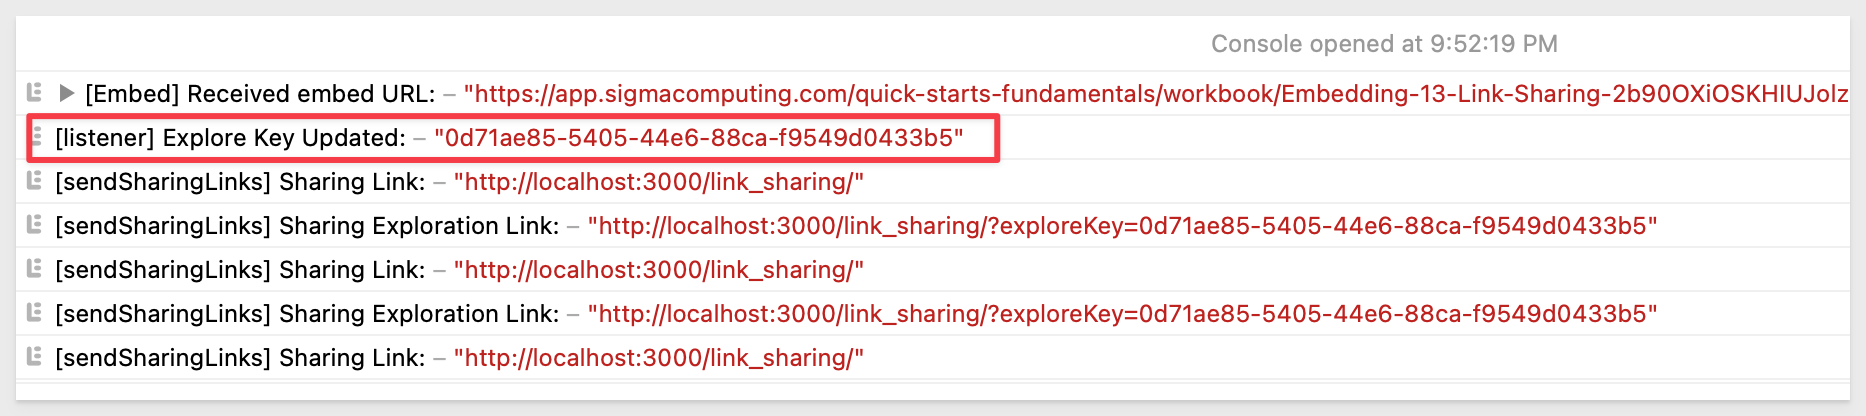 Console opened at 9:52:19 PM
[Embed] Received embed URL: – "https://app.sigmacomputing.com/quick-starts-fundamentals/workbook/Embedding-13-Link-Sharing-2b90OXiOSKHIUJoIz
[listener] Explore Key Updated: – "0d71ae85-5405-44e6-88ca-f9549d0433b5"
[sendSharingLinks] Sharing Link: – "http://localhost:3000/link_sharing/"
[sendSharingLinks] Sharing Exploration Link: – "http://localhost:3000/link_sharing/?exploreKey=0d71ae85-5405-44e6-88ca-f9549d0433b5"
[sendSharingLinks] Sharing Link: – "http://localhost:3000/link_sharing/"
[sendSharingLinks] Sharing Exploration Link: – "http://localhost:3000/link_sharing/?exploreKey=0d71ae85-5405-44e6-88ca-f9549d0433b5"
[sendSharingLinks] Sharing Link: – "http://localhost:3000/link_sharing/"